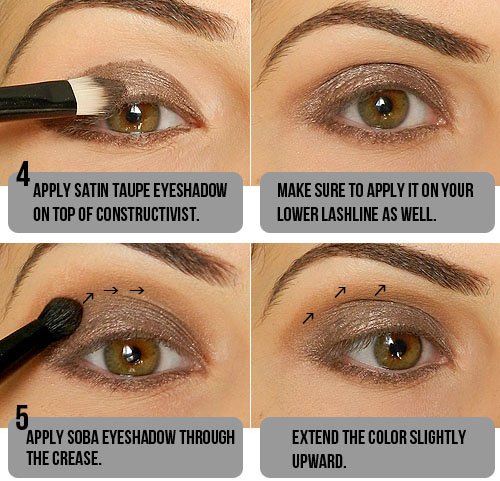 4
APPLY SATIN TAUPE EYESHADOW
ON TOP OF CONSTRUCTIVIST.
MAKE SURE TO APPLY IT ON YOUR
LOWER LASHLINE AS WELL.
5
APPLY SOBA EYESHADOW THROUGH
THE CREASE.
EXTEND THE COLOR SLIGHTLY
UPWARD.